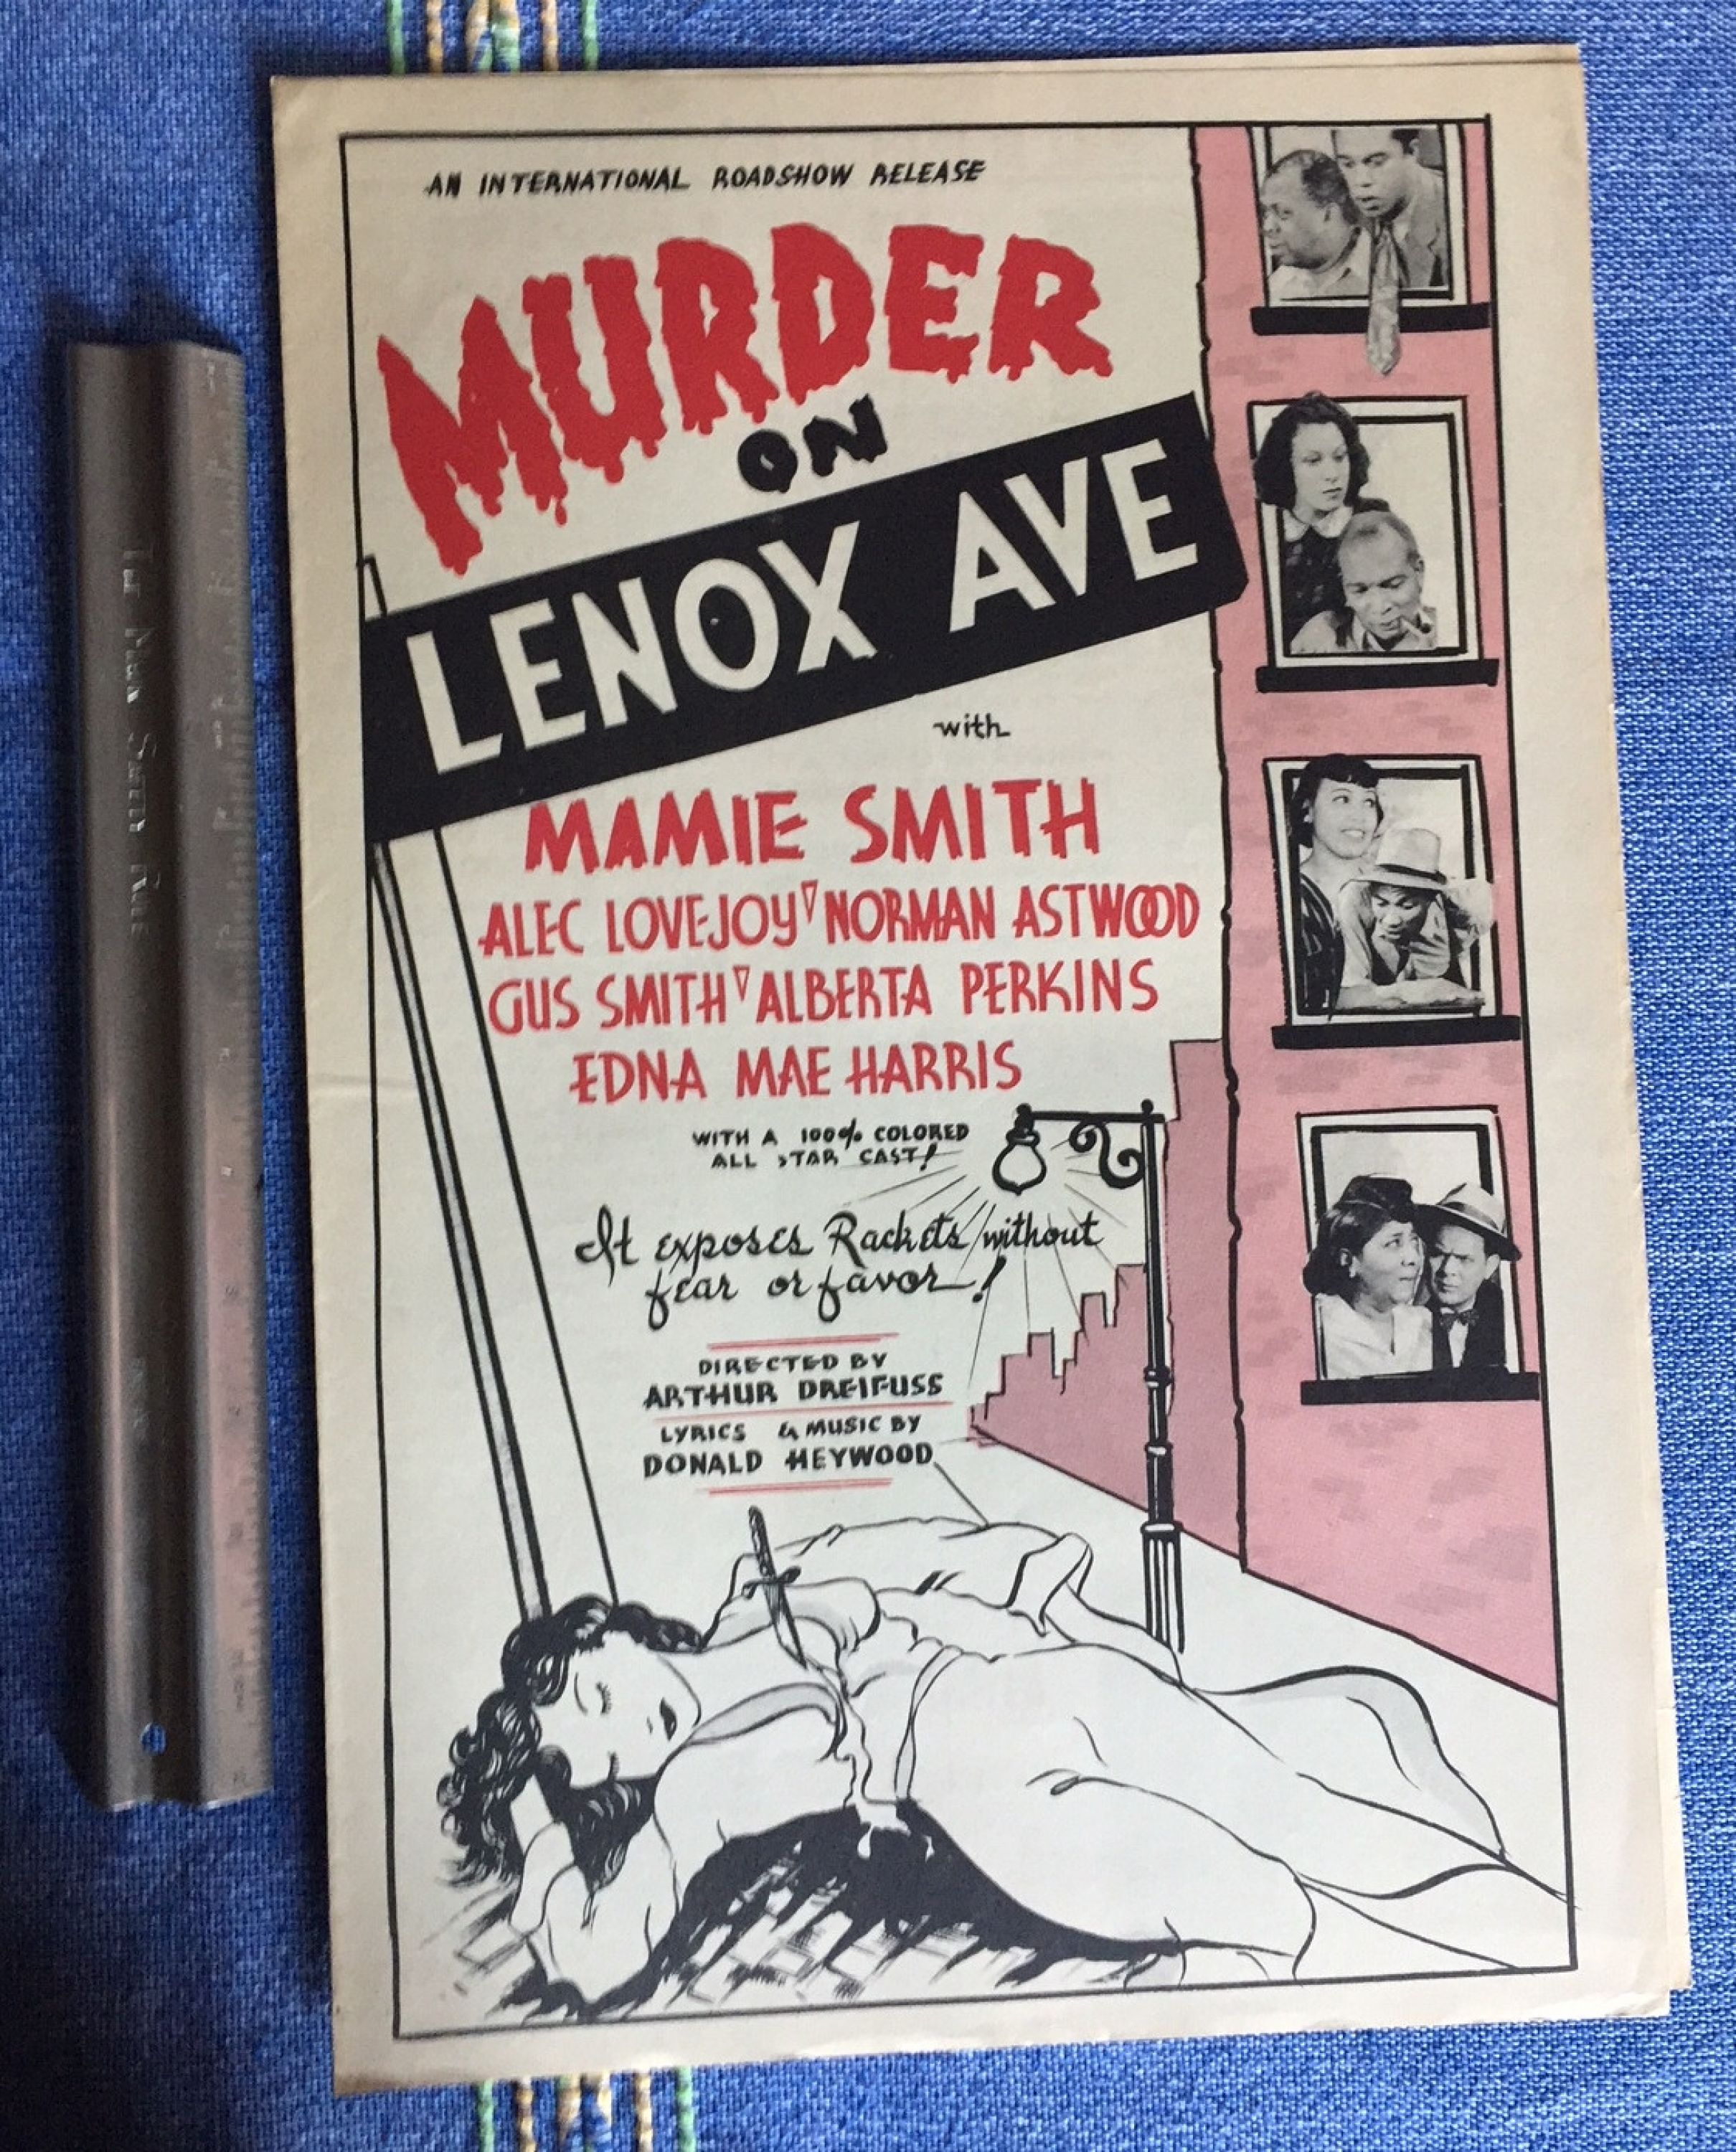 AN INTERNATIONAL ROADSHOW RELEASE
MURDER
ON
LENOX AVE
with
MAMIE SMITH
ALEC LOVEJOY NORMAN ASTWOOD
GUS SMITH ALBERTA PERKINS
EDNA MAE HARRIS
WITH A 100% COLORED
ALL STAR CAST!
It exposes Rackets without
fear or favor!
DIRECTED BY
ARTHUR DREIFUSS
LYRICS & MUSIC BY
DONALD HEYWOOD